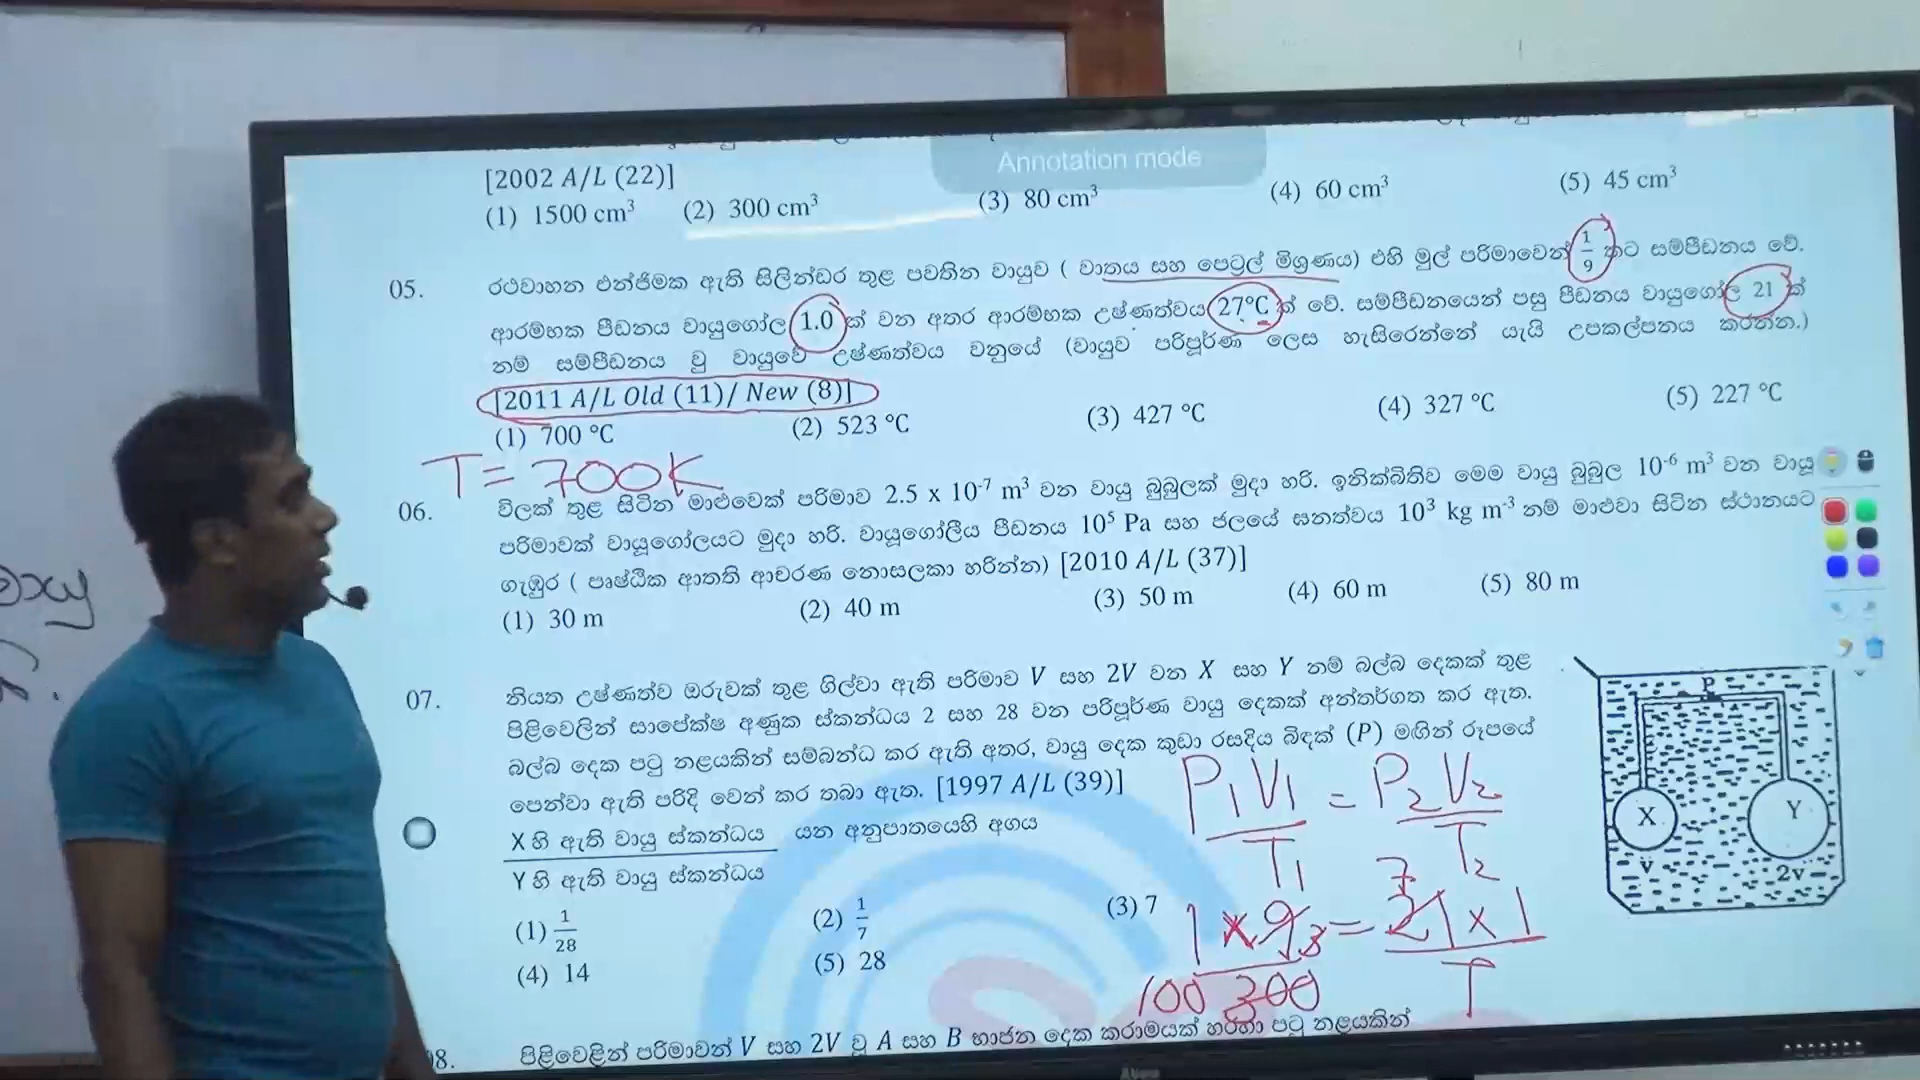 Annotation mode
[2002 A/L (22)]
(1) 1500 cm³ (2) 300 cm³ (3) 80 cm³ (4) 60 cm³ (5) 45 cm³
05. රථවාහන එන්ජිමක ඇති සිලින්ඩර තුළ පවතින වායුව ( වාතය සහ පෙට්‍රල් මිශ්‍රණය) එහි මුල් පරිමාවෙන් 1/9 කට සම්පීඩනය වේ.
ආරම්භක පීඩනය වායුගෝල 1.0 ක් වන අතර ආරම්භක උෂ්ණත්වය 27°C ක් වේ. සම්පීඩනයෙන් පසු පීඩනය වායුගෝල 21 ක්
නම් සම්පීඩනය වූ වායුවේ උෂ්ණත්වය වනුයේ (වායුව පරිපූර්ණ ලෙස හැසිරෙන්නේ යැයි උපකල්පනය කරන්න.)
[2011 A/L Old (11)/ New (8)]
(1) 700 °C (2) 523 °C (3) 427 °C (4) 327 °C (5) 227 °C
T = 700K
06. විලක් තුළ සිටින මාළුවෙක් පරිමාව 2.5 x 10⁻⁷ m³ වන වායු බුබුලක් මුදා හරී. ඉනික්බිතිව මෙම වායු බුබුල 10⁻⁶ m³ වන වායූ
පරිමාවක් වායුගෝලයට මුදා හරී. වායුගෝලීය පීඩනය 10⁵ Pa සහ ජලයේ ඝනත්වය 10³ kg m⁻³ නම් මාළුවා සිටින ස්ථානයට
ගැඹුර ( පෘෂ්ඨික ආතති ආචරණ නොසලකා හරින්න) [2010 A/L (37)]
(1) 30 m (2) 40 m (3) 50 m (4) 60 m (5) 80 m
07. නියත උෂ්ණත්ව ඔරුවක් තුළ ගිල්වා ඇති පරිමාව V සහ 2V වන X සහ Y නම් බල්බ දෙකක් තුළ
පිළිවෙලින් සාපේක්ෂ අණුක ස්කන්ධය 2 සහ 28 වන පරිපූර්ණ වායු දෙකක් අන්තර්ගත කර ඇත.
බල්බ දෙක පටු නළයකින් සම්බන්ධ කර ඇති අතර, වායු දෙක කුඩා රසදිය බිඳක් (P) මගින් රූපයේ
පෙන්වා ඇති පරිදි වෙන් කර තබා ඇත. [1997 A/L (39)]
X හි ඇති වායු ස්කන්ධය යන අනුපාතයෙහි අගය
Y හි ඇති වායු ස්කන්ධය
(1) 1/28 (2) 1/7 (3) 7
(4) 14 (5) 28
P
X Y
v 2v
P₁V₁ = P₂V₂
T₁ T₂
7
1 x 9 3 = 21 x 1
100 300 T
08. පිළිවෙළින් පරිමාවන් V සහ 2V වූ A සහ B භාජන දෙක කරාමයක් හරහා පටු නළයකින්
වායු